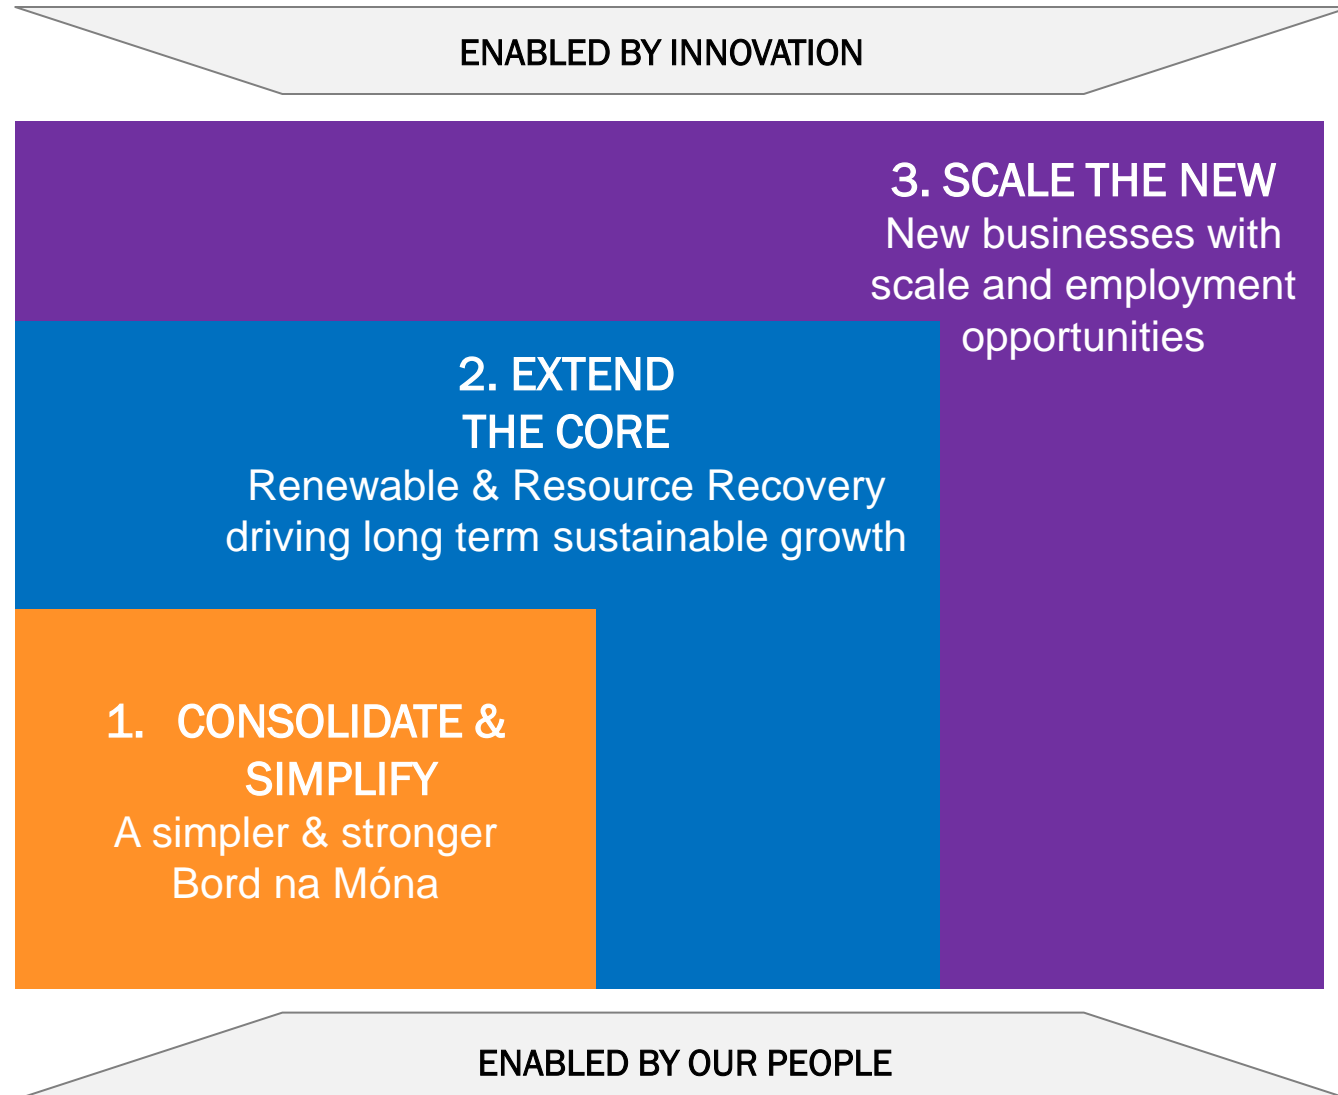 ENABLED BY INNOVATION
3. SCALE THE NEW
New businesses with
scale and employment
opportunities
2. EXTEND
THE CORE
Renewable & Resource Recovery
driving long term sustainable growth
1. CONSOLIDATE &
SIMPLIFY
A simpler & stronger
Bord na Móna
ENABLED BY OUR PEOPLE